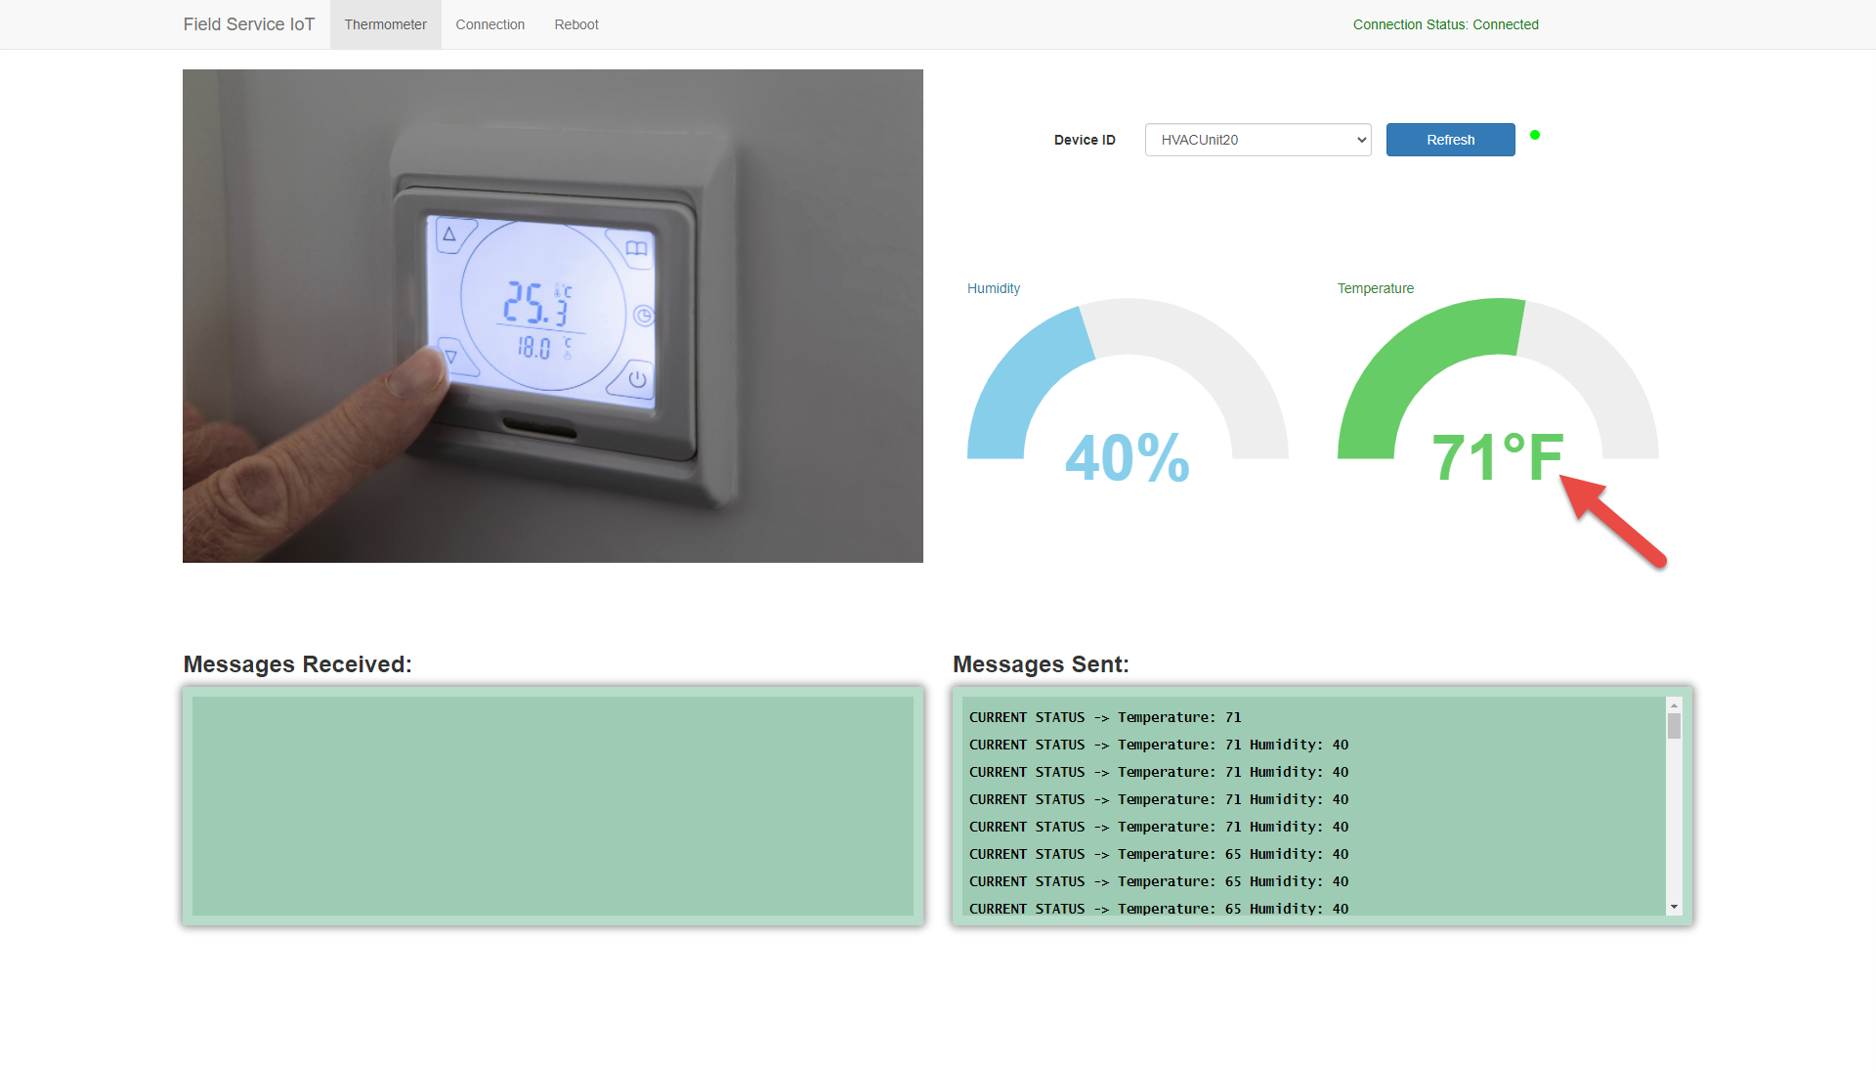 Field Service IoT Thermometer Connection Reboot Connection Status: Connected
Device ID HVACUnit20 Refresh
25.3 °C
18.0 °C
Humidity
40%
Temperature
71°F
Messages Received:
Messages Sent:
CURRENT STATUS -> Temperature: 71
CURRENT STATUS -> Temperature: 71 Humidity: 40
CURRENT STATUS -> Temperature: 71 Humidity: 40
CURRENT STATUS -> Temperature: 71 Humidity: 40
CURRENT STATUS -> Temperature: 71 Humidity: 40
CURRENT STATUS -> Temperature: 65 Humidity: 40
CURRENT STATUS -> Temperature: 65 Humidity: 40
CURRENT STATUS -> Temperature: 65 Humidity: 40